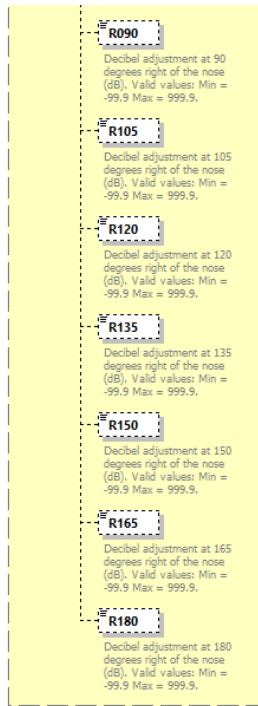 R090
Decibel adjustment at 90
degrees right of the nose
(dB). Valid values: Min =
-99.9 Max = 999.9.
R105
Decibel adjustment at 105
degrees right of the nose
(dB). Valid values: Min =
-99.9 Max = 999.9.
R120
Decibel adjustment at 120
degrees right of the nose
(dB). Valid values: Min =
-99.9 Max = 999.9.
R135
Decibel adjustment at 135
degrees right of the nose
(dB). Valid values: Min =
-99.9 Max = 999.9.
R150
Decibel adjustment at 150
degrees right of the nose
(dB). Valid values: Min =
-99.9 Max = 999.9.
R165
Decibel adjustment at 165
degrees right of the nose
(dB). Valid values: Min =
-99.9 Max = 999.9.
R180
Decibel adjustment at 180
degrees right of the nose
(dB). Valid values: Min =
-99.9 Max = 999.9.